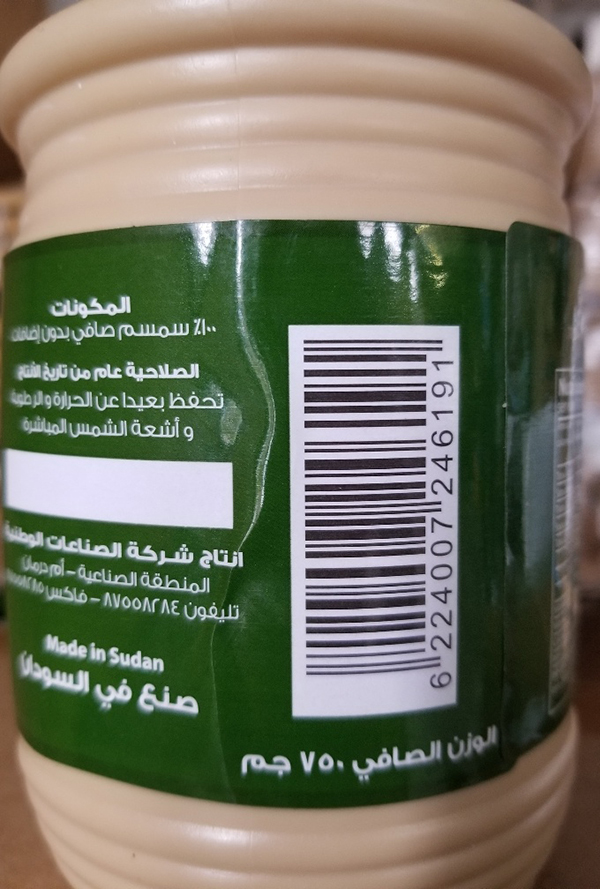 المكونات
١٠٠٪ سمسم صافي بدون إضافات
الصلاحية عام من تاريخ الأنتاج
تحفظ بعيدا عن الحرارة و الرطوبة
و أشعة الشمس المباشرة
انتاج شركة الصناعات الوطنية
المنطقة الصناعية – أم درمان
تليفون ٨٧٥٥٨٢٨٤ – فاكس
Made in Sudan
صنع في السودان
6 224007 246191
الوزن الصافي ٧٥٠ جم